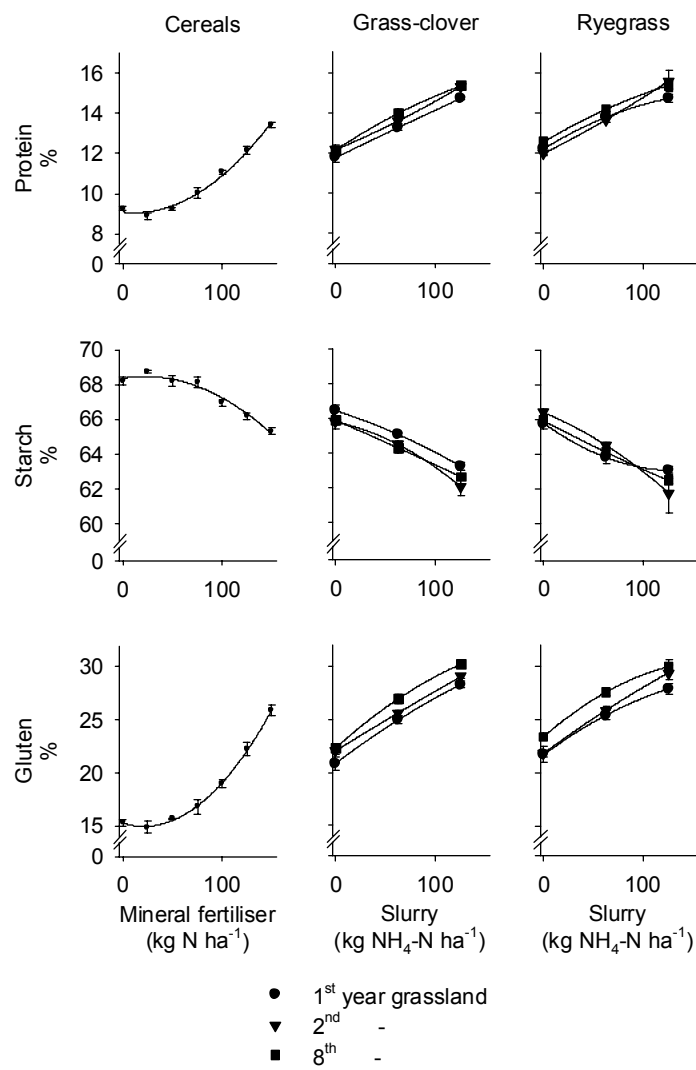 Cereals Grass-clover Ryegrass
Protein
%
16
14
12
10
8
0
0 100 0 100 0 100
Starch
%
70
68
66
64
62
60
0
0 100 0 100 0 100
Gluten
%
30
25
20
15
0
0 100 0 100 0 100
Mineral fertiliser Slurry Slurry
(kg N ha⁻¹) (kg NH₄-N ha⁻¹) (kg NH₄-N ha⁻¹)
1ˢᵗ year grassland
2ⁿᵈ -
8ᵗʰ -